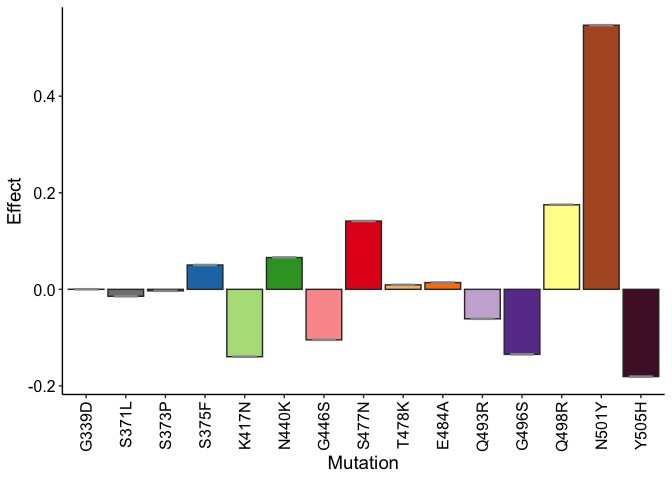 Effect
0.4
0.2
0.0
-0.2
G339D
S371L
S373P
S375F
K417N
N440K
G446S
S477N
T478K
E484A
Q493R
G496S
Q498R
N501Y
Y505H
Mutation